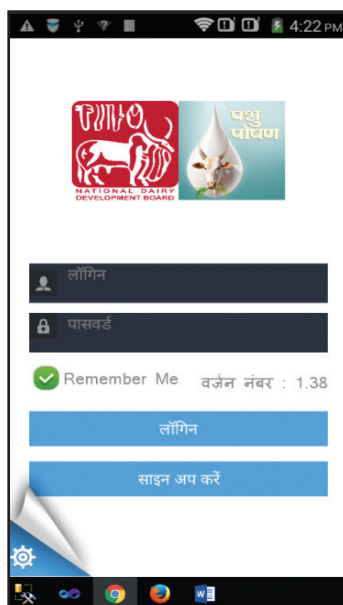 4:22 PM
पशु
पोषण
NATIONAL DAIRY
DEVELOPMENT BOARD
लॉगिन
पासवर्ड
Remember Me वर्ज़न नंबर : 1.38
लॉगिन
साइन अप करें